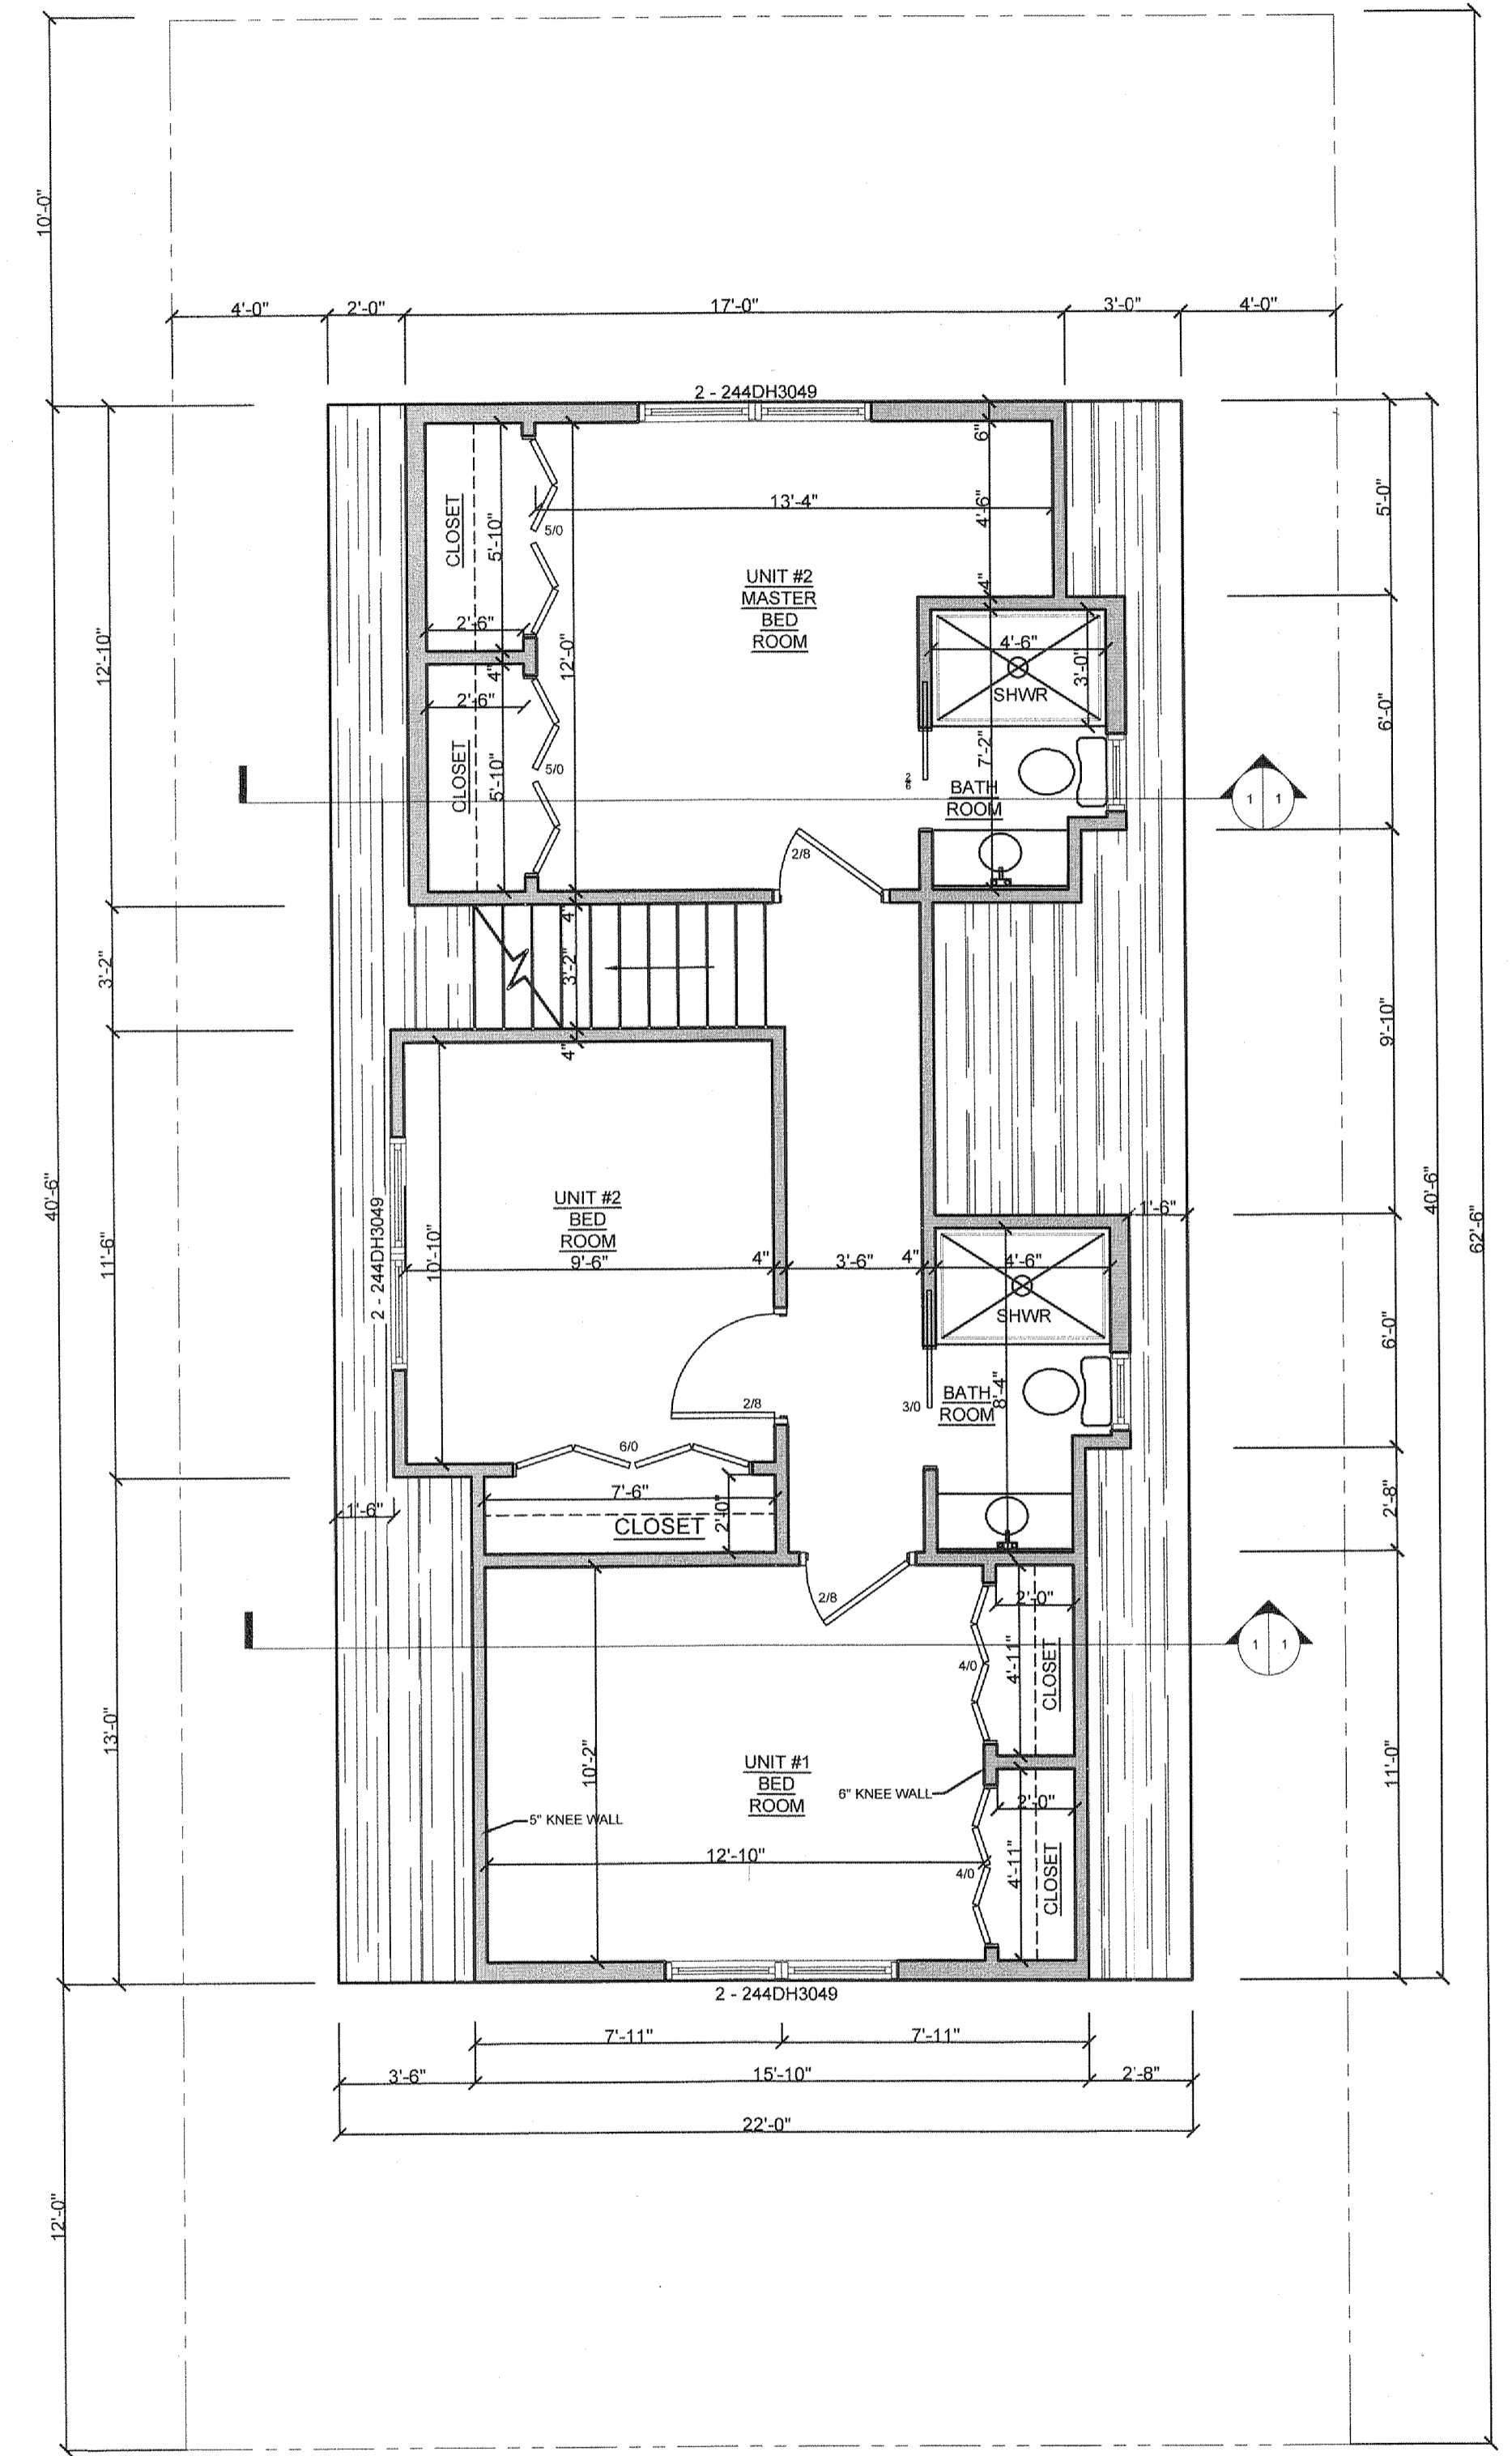 10'-0"
4'-0"
2'-0"
17'-0"
3'-0"
4'-0"
2 - 244DH3049
6"
CLOSET
5'-10"
5/0
13'-4"
4'-6"
5'-0"
4"
UNIT #2
MASTER
BED
ROOM
2'-6"
4"
12'-0"
4'-6"
3'-0"
SHWR
12'-10"
2'-6"
CLOSET
5'-10"
5/0
7'-2"
6'-0"
BATH
ROOM
1
1
2/8
4"
3'-2"
3'-2"
4"
9'-10"
40'-6"
11'-6"
2 - 244DH3049
10'-10"
UNIT #2
BED
ROOM
9'-6"
4"
3'-6"
4"
4'-6"
SHWR
1'-6"
40'-6"
62'-6"
6'-0"
2/8
3/0
BATH
ROOM
8'-4"
6/0
7'-6"
2'-0"
CLOSET
1'-6"
2'-8"
2/8
2'-0"
4'-11"
CLOSET
4/0
1
1
13'-0"
10'-2"
UNIT #1
BED
ROOM
6" KNEE WALL
5" KNEE WALL
2'-0"
12'-10"
4/0
4'-11"
CLOSET
11'-0"
2 - 244DH3049
7'-11"
7'-11"
3'-6"
15'-10"
2'-8"
22'-0"
12'-0"